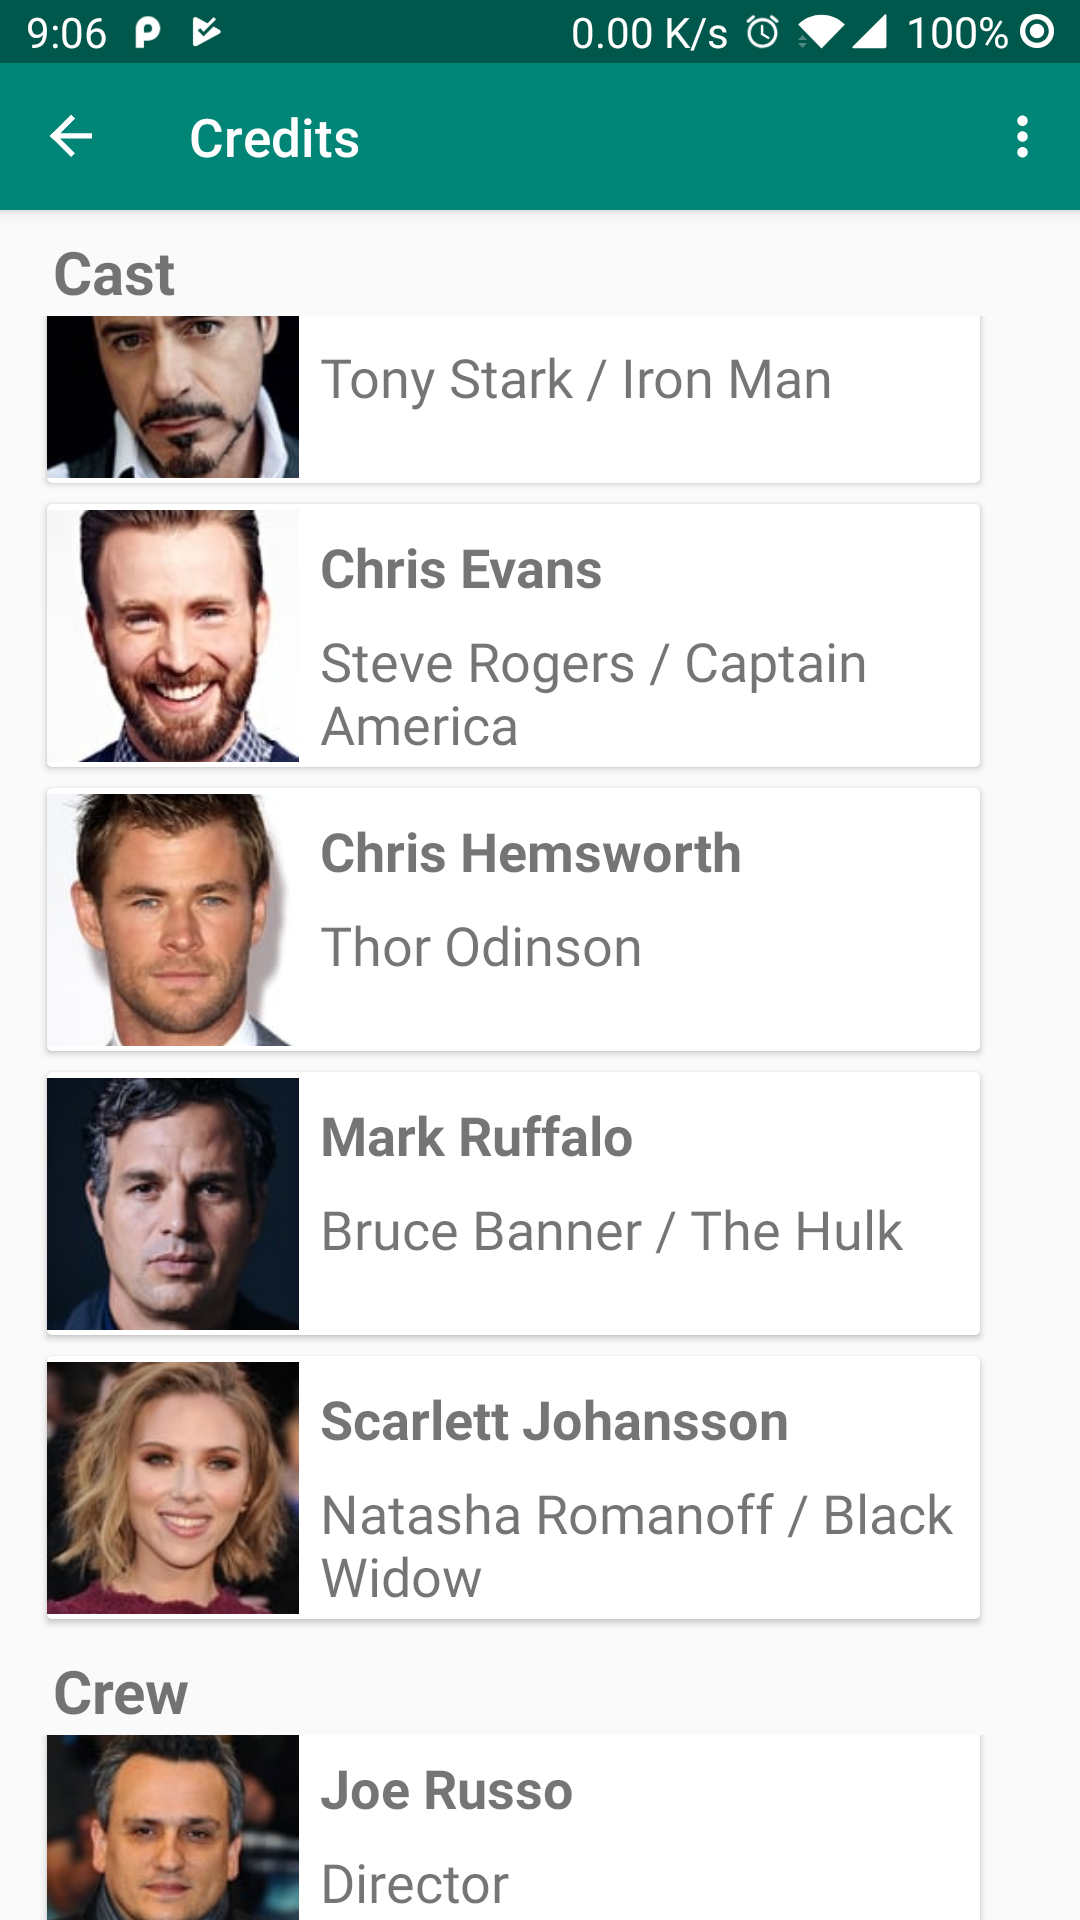 9:06 0.00 K/s 100%
Credits
Cast
Tony Stark / Iron Man
Chris Evans
Steve Rogers / Captain
America
Chris Hemsworth
Thor Odinson
Mark Ruffalo
Bruce Banner / The Hulk
Scarlett Johansson
Natasha Romanoff / Black
Widow
Crew
Joe Russo
Director